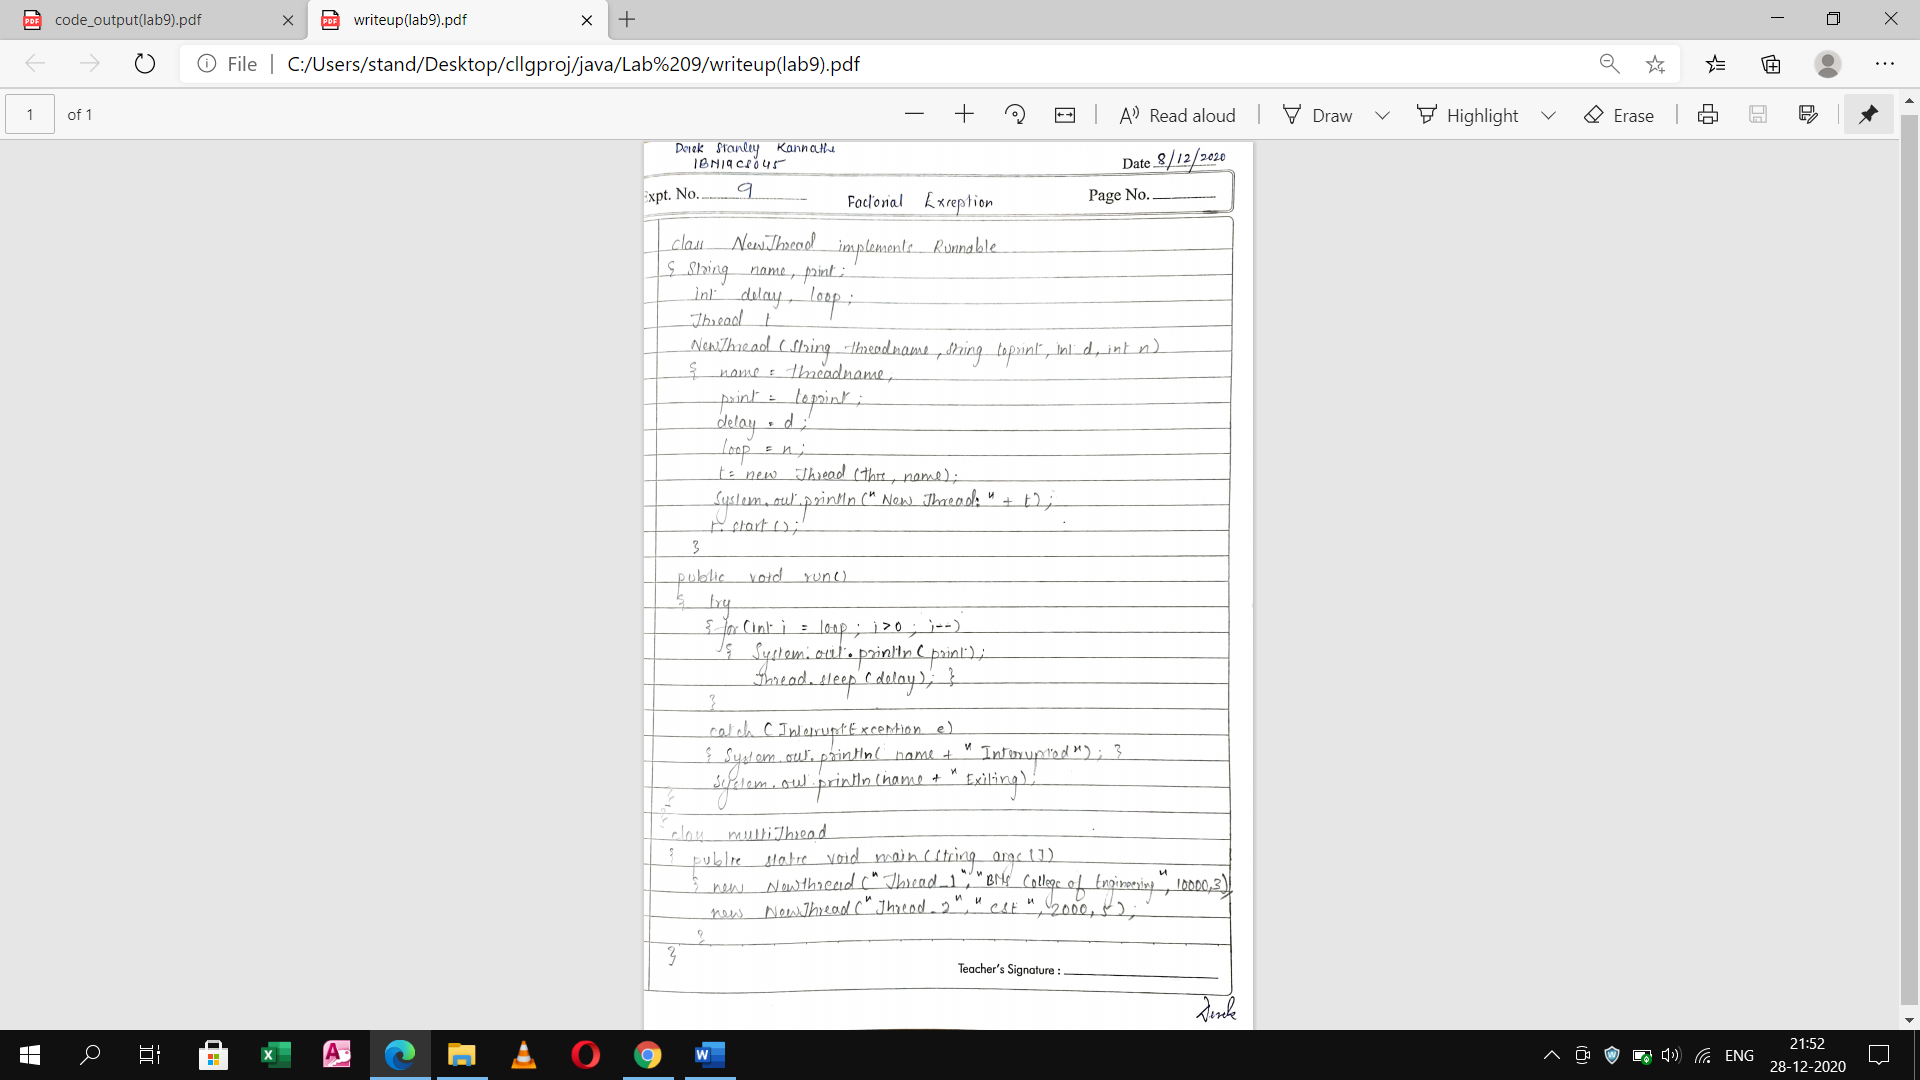 code_output(lab9).pdf
writeup(lab9).pdf
File
C:/Users/stand/Desktop/cllgproj/java/Lab%209/writeup(lab9).pdf
1 of 1
Read aloud
Draw
Highlight
Erase
Derek Stanley Kannathe
1BM19CS045
Date 8/12/2020
Expt. No. 9
Factorial Exception
Page No.
class NewThread implements Runnable
{ String name, print;
int delay, loop;
Thread t
NewThread (String threadname, String toprint, int d, int n)
{ name = threadname,
print = toprint;
delay = d;
loop = n;
t= new Thread (this, name);
System.out.println(" New Thread: " + t);
t. start ();
}
public void run()
{ try
{ for(int i = loop ; i>0 ; i--)
{ System.out.println(print);
Thread.sleep (delay); }
}
catch ( InterruptException e)
{ System.out.println( name + " Interrupted"); }
System.out.println(name + " Exiting);
}
}
class multiThread
{ public static void main (String args[])
{ new Newthread ("Thread_1", "BMS College of Engineering", 10000,3)
new NewThread ("Thread_2", "CSE", 2000, 5);
}
}
Teacher's Signature :
Derek
ENG
21:52
28-12-2020